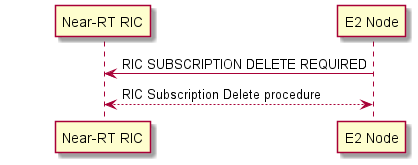 Near-RT RIC
E2 Node
RIC SUBSCRIPTION DELETE REQUIRED
RIC Subscription Delete procedure
Near-RT RIC
E2 Node